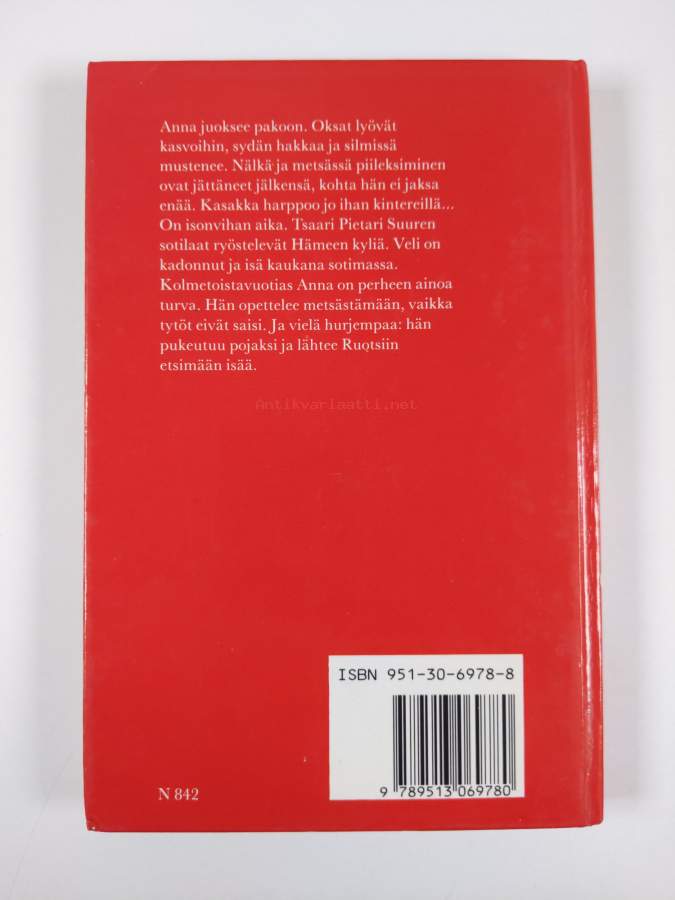 Anna juoksee pakoon. Oksat lyövät
kasvoihin, sydän hakkaa ja silmissä
mustenee. Nälkä ja metsässä piileksiminen
ovat jättäneet jälkensä, kohta hän ei jaksa
enää. Kasakka harppoo jo ihan kintereillä...
On isonvihan aika. Tsaari Pietari Suuren
sotilaat ryöstelevät Hämeen kyliä. Veli on
kadonnut ja isä kaukana sotimassa.
Kolmetoistavuotias Anna on perheen ainoa
turva. Hän opettelee metsästämään, vaikka
tytöt eivät saisi. Ja vielä hurjempaa: hän
pukeutuu pojaksi ja lähtee Ruotsiin
etsimään isää.
Antikvariaatti.net
ISBN 951-30-6978-8
9 789513 069780
N 842